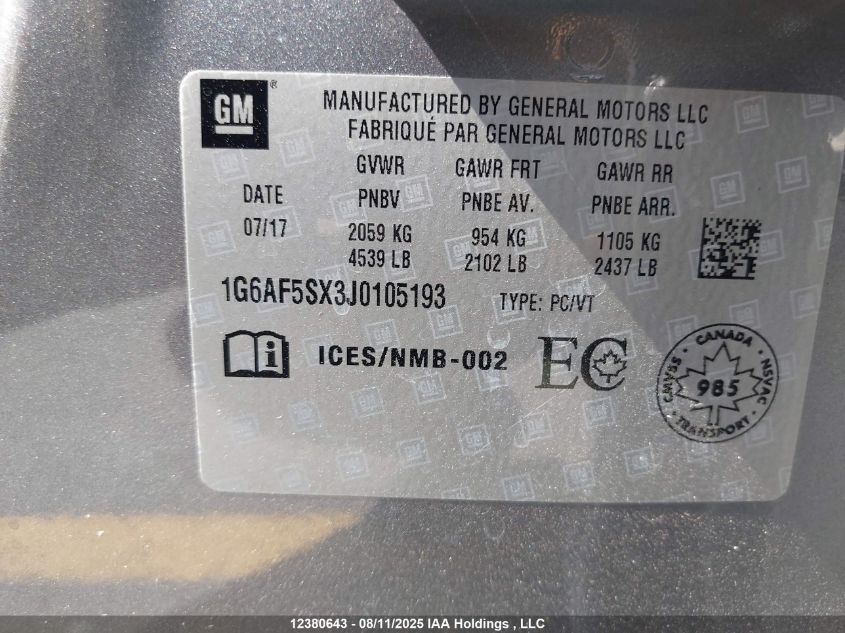 GM ®
MANUFACTURED BY GENERAL MOTORS LLC
FABRIQUÉ PAR GENERAL MOTORS LLC
GVWR GAWR FRT GAWR RR
DATE PNBV PNBE AV. PNBE ARR.
07/17 2059 KG 954 KG 1105 KG
4539 LB 2102 LB 2437 LB
1G6AF5SX3J0105193 TYPE: PC/VT
i ICES/NMB-002 EC
CANADA
CMVSS 985 NSVAC
TRANSPORT
12380643 - 08/11/2025 IAA Holdings , LLC